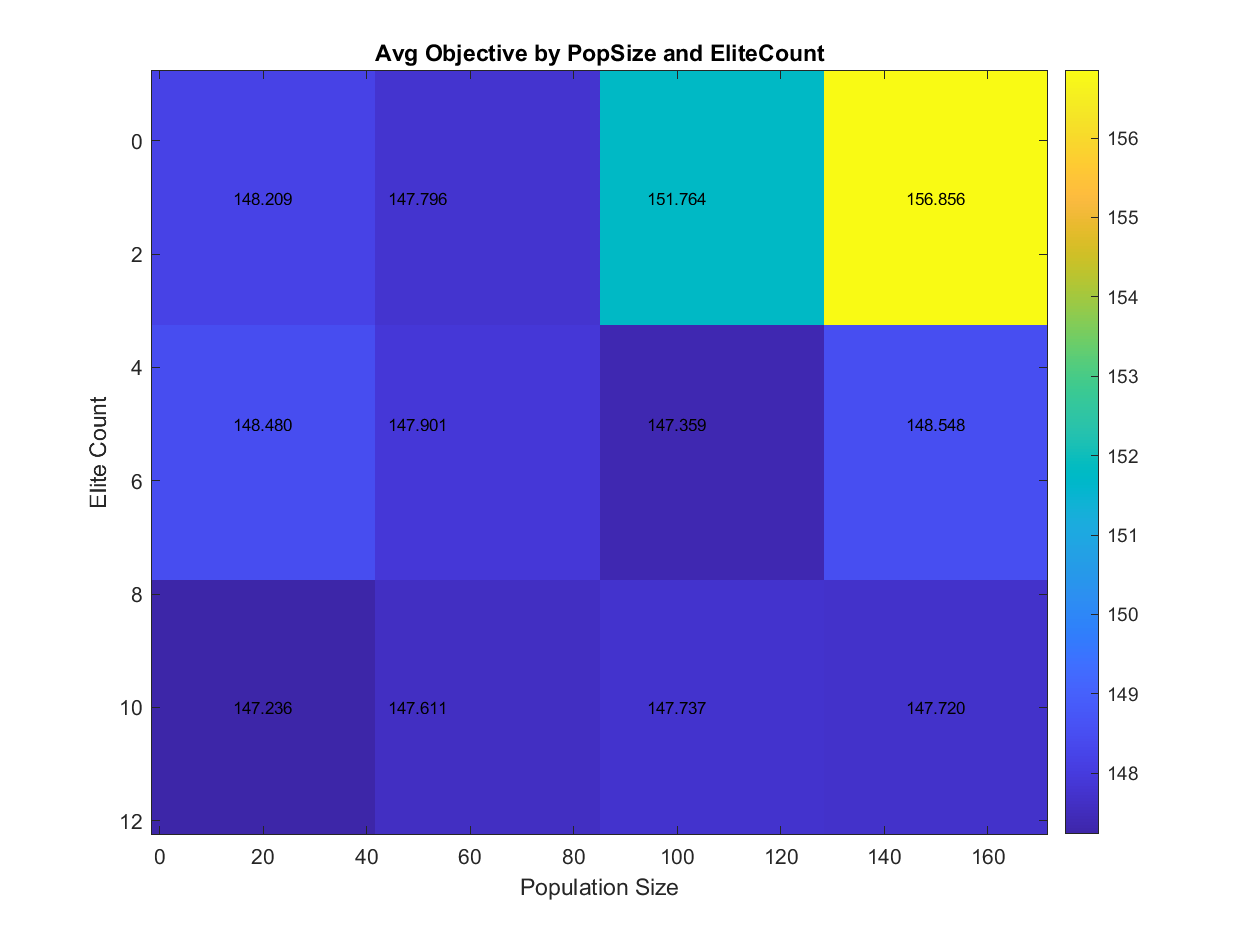 Avg Objective by PopSize and EliteCount
0
2
4
6
8
10
12
Elite Count
148.209 147.796 151.764 156.856
148.480 147.901 147.359 148.548
147.236 147.611 147.737 147.720
156
155
154
153
152
151
150
149
148
0 20 40 60 80 100 120 140 160
Population Size